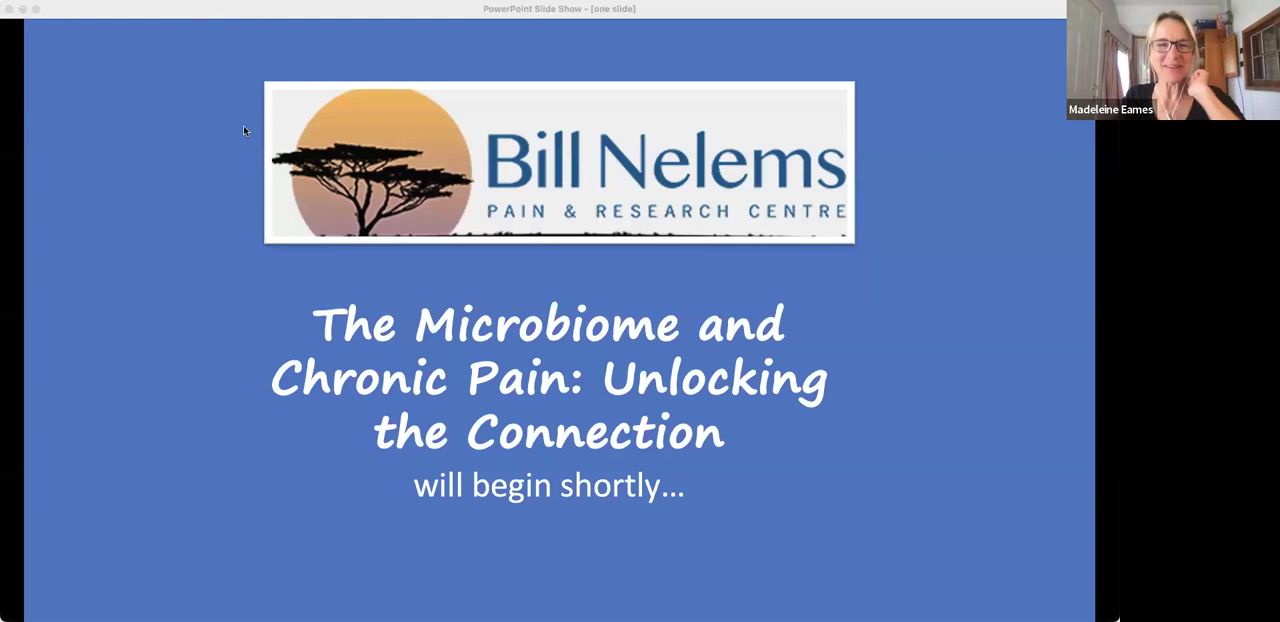 PowerPoint Slide Show - [one slide]
Bill Nelems
PAIN & RESEARCH CENTRE
Madeleine Eames
The Microbiome and
Chronic Pain: Unlocking
the Connection
will begin shortly...